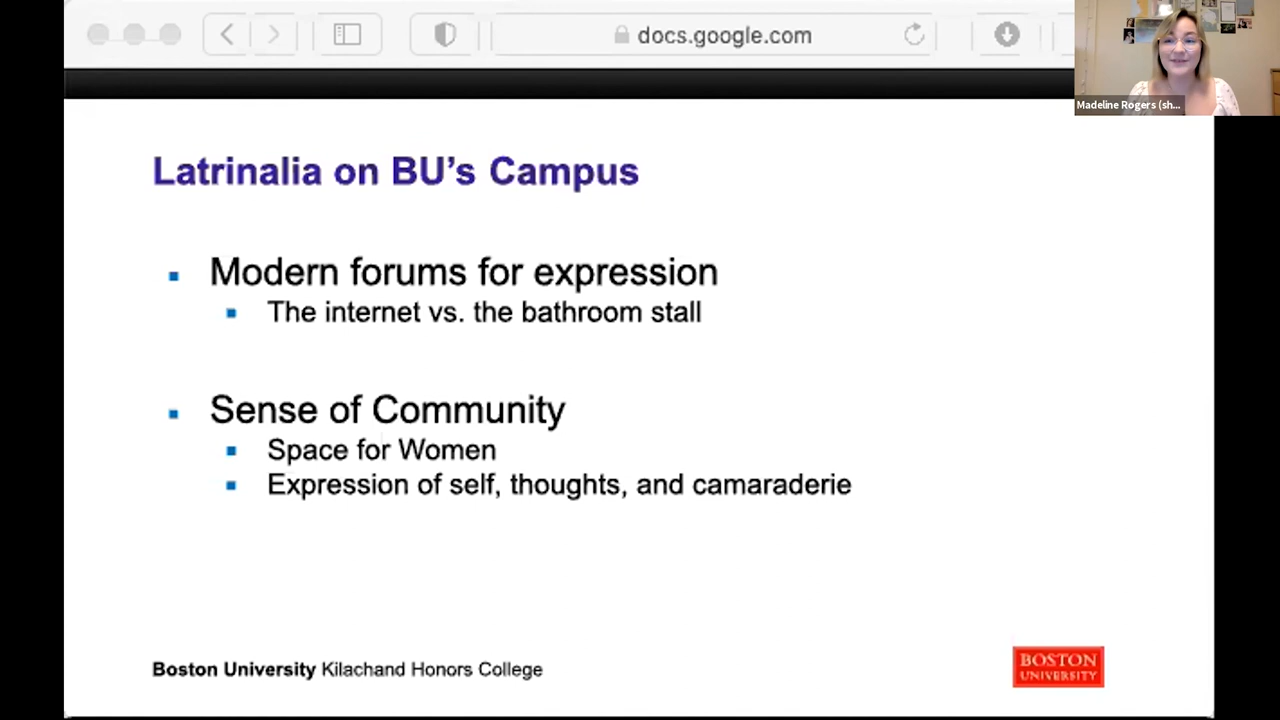 docs.google.com
Madeline Rogers (sh...
Latrinalia on BU's Campus
Modern forums for expression
The internet vs. the bathroom stall
Sense of Community
Space for Women
Expression of self, thoughts, and camaraderie
Boston University Kilachand Honors College
BOSTON
UNIVERSITY